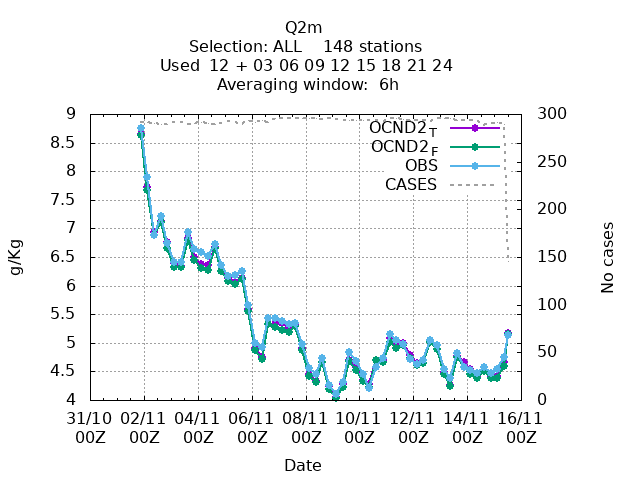 Q2m
Selection: ALL    148 stations
Used  12 + 03 06 09 12 15 18 21 24
Averaging window:  6h
9
8.5
8
7.5
7
6.5
6
5.5
5
4.5
4
g/Kg
300
250
200
150
100
50
0
No cases
OCND2_T
OCND2_F
OBS
CASES
31/10 02/11 04/11 06/11 08/11 10/11 12/11 14/11 16/11
00Z 00Z 00Z 00Z 00Z 00Z 00Z 00Z 00Z
Date